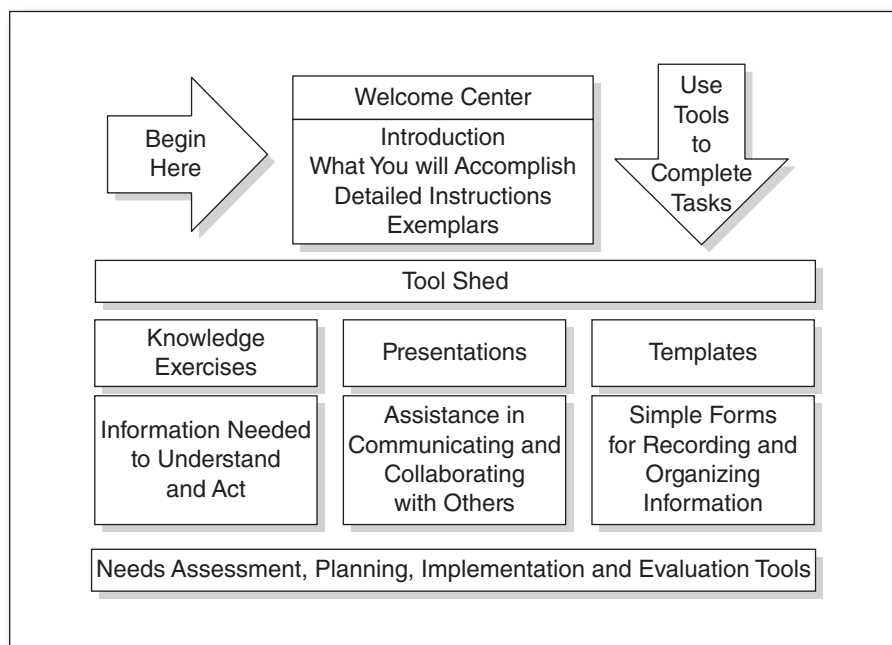 Begin
Here
Welcome Center
Introduction
What You will Accomplish
Detailed Instructions
Exemplars
Use
Tools
to
Complete
Tasks
Tool Shed
Knowledge
Exercises
Presentations
Templates
Information Needed
to Understand
and Act
Assistance in
Communicating and
Collaborating
with Others
Simple Forms
for Recording and
Organizing
Information
Needs Assessment, Planning, Implementation and Evaluation Tools